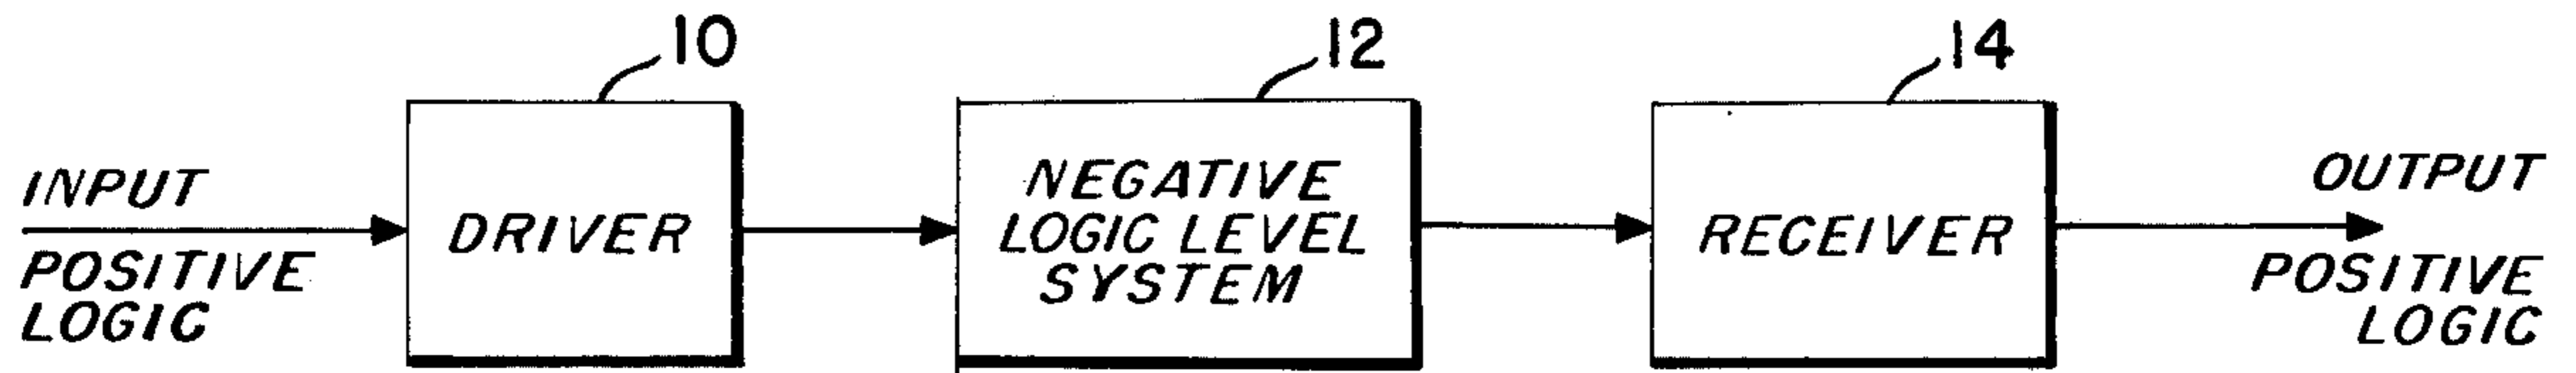 10
12
14
INPUT
POSITIVE
LOGIC
DRIVER
NEGATIVE
LOGIC LEVEL
SYSTEM
RECEIVER
OUTPUT
POSITIVE
LOGIC